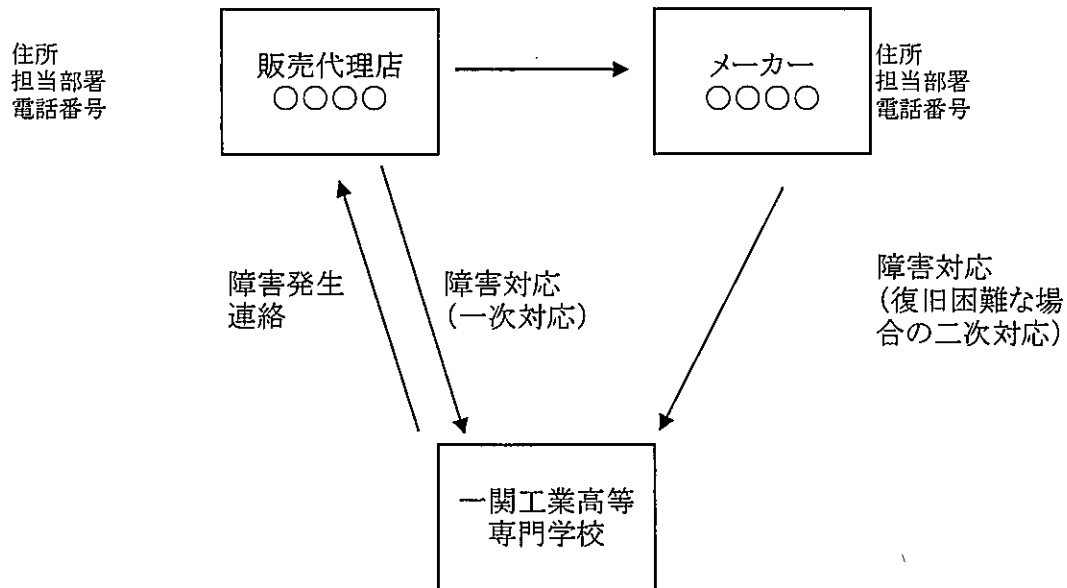 住所
担当部署
電話番号
販売代理店
○○○○
メーカー
○○○○
住所
担当部署
電話番号
障害発生
連絡
障害対応
(一次対応)
障害対応
(復旧困難な場
合の二次対応)
一関工業高等
専門学校